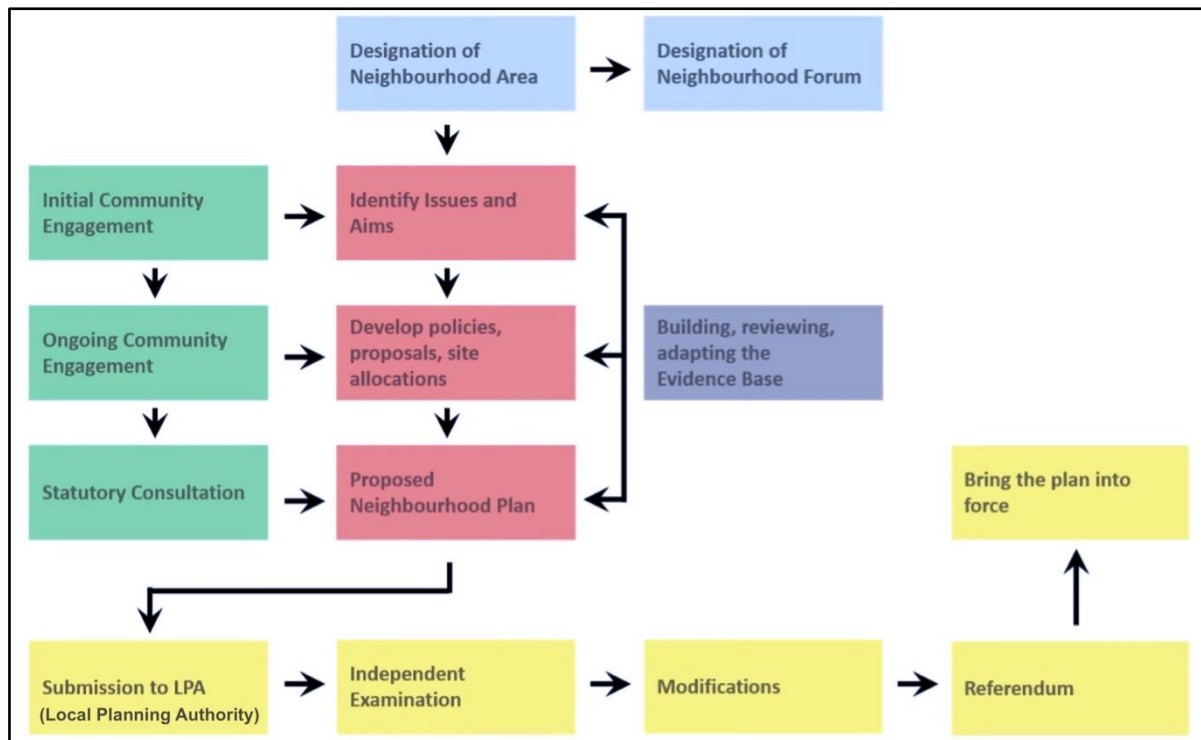 Designation of
Neighbourhood Area
Designation of
Neighbourhood Forum
Initial Community
Engagement
Identify Issues and
Aims
Ongoing Community
Engagement
Develop policies,
proposals, site
allocations
Building, reviewing,
adapting the
Evidence Base
Statutory Consultation
Proposed
Neighbourhood Plan
Bring the plan into
force
Submission to LPA
(Local Planning Authority)
Independent
Examination
Modifications
Referendum